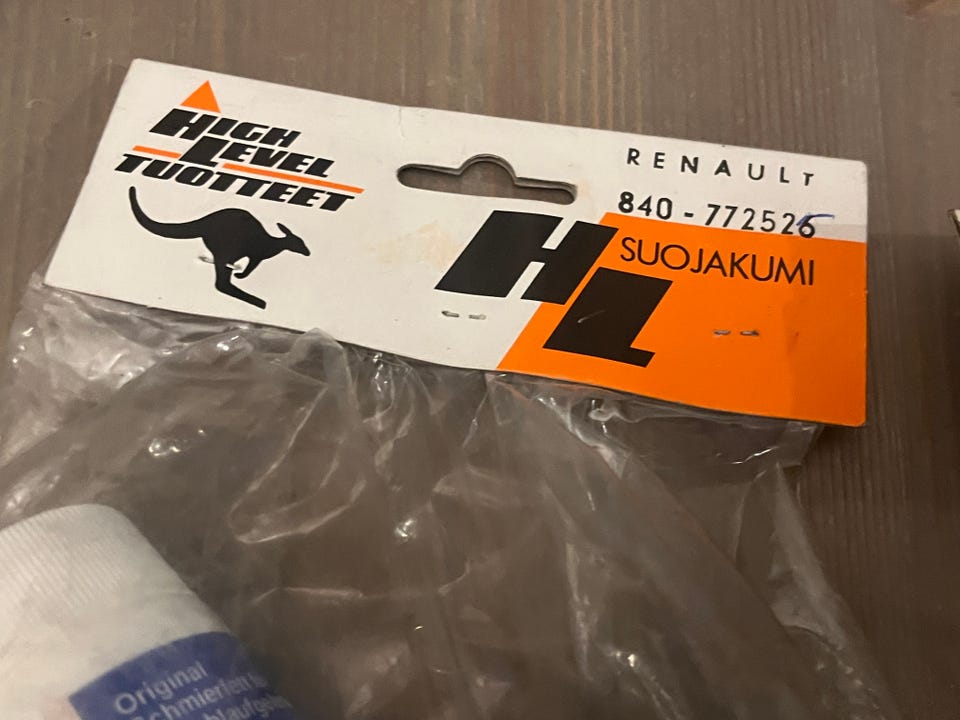 HIGH
LEVEL
TUOTTEET
RENAULT
840 - 772526
HL
SUOJAKUMI
Original